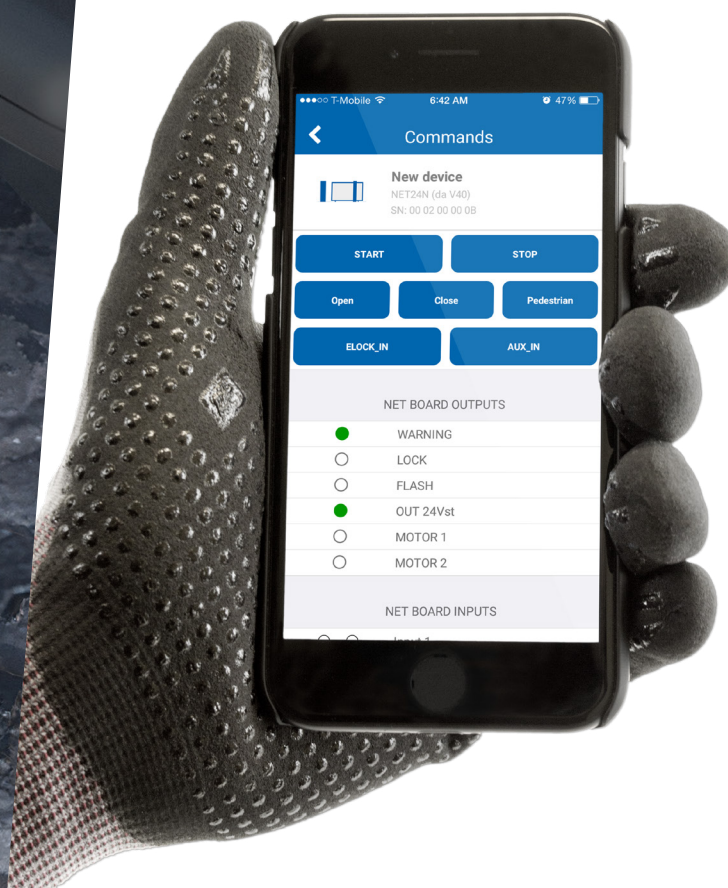 T-Mobile 6:42 AM 47%
Commands
New device
NET24N (da V40)
SN: 00 02 00 00 0B
START STOP
Open Close Pedestrian
ELOCK_IN AUX_IN
NET BOARD OUTPUTS
WARNING
LOCK
FLASH
OUT 24Vst
MOTOR 1
MOTOR 2
NET BOARD INPUTS
Input 1